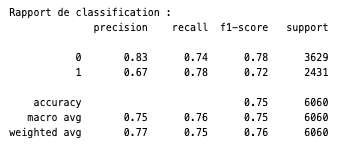 Rapport de classification :
precision recall f1-score support
0 0.83 0.74 0.78 3629
1 0.67 0.78 0.72 2431
accuracy 0.75 6060
macro avg 0.75 0.76 0.75 6060
weighted avg 0.77 0.75 0.76 6060